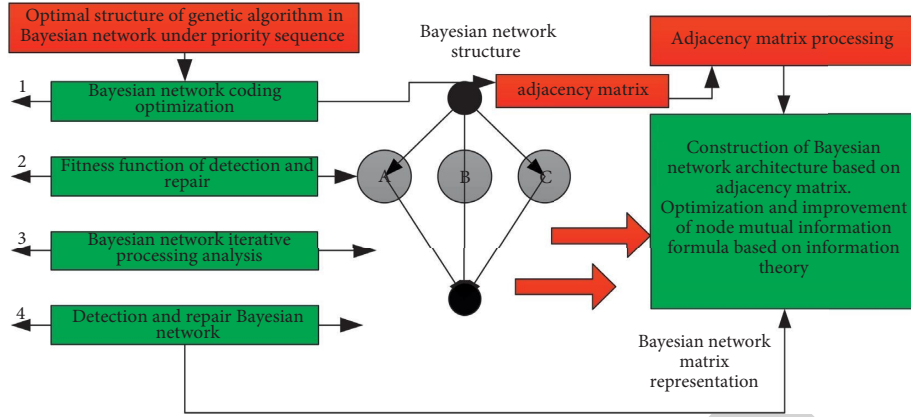 Optimal structure of genetic algorithm in
Bayesian network under priority sequence
Bayesian network
structure
Adjacency matrix processing
1
Bayesian network coding
optimization
adjacency matrix
2
Fitness function of detection and
repair
A
B
C
Construction of Bayesian
network architecture based on
adjacency matrix.
Optimization and improvement
of node mutual information
formula based on information
theory
3
Bayesian network iterative
processing analysis
4
Detection and repair Bayesian
network
Bayesian network
matrix
representation